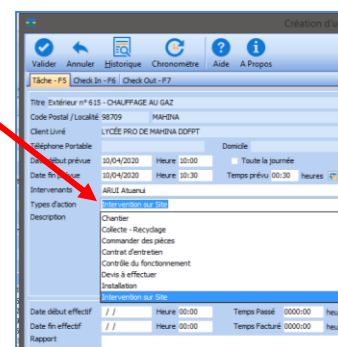 Création d'u
Valider Annuler Historique Chronomètre Aide A Propos
Tâche - F5 Check In - F6 Check Out - F7
Titre Extérieur n° 615 - CHAUFFAGE AU GAZ
Code Postal / Localité 98709 MAHINA
Client Livré LYCÉE PRO DE MAHINA DDFPT
Téléphone Portable Domicile
Date début prévue 10/04/2020 Heure 10:00 Toute la journée
Date fin prévue 10/04/2020 Heure 10:30 Temps prévu 00:30 heures
Intervenants ARUI Atuanui
Types d'action Intervention sur Site
Description Chantier
Collecte - Recyclage
Commander des pièces
Contrat d'entretien
Contrôle du fonctionnement
Devis à effectuer
Installation
Intervention sur Site
Date début effectif / / Heure 00:00 Temps Passé 0000:00 heu
Date fin effectif / / Heure 00:00 Temps Facturé 0000:00 heu
Rapport